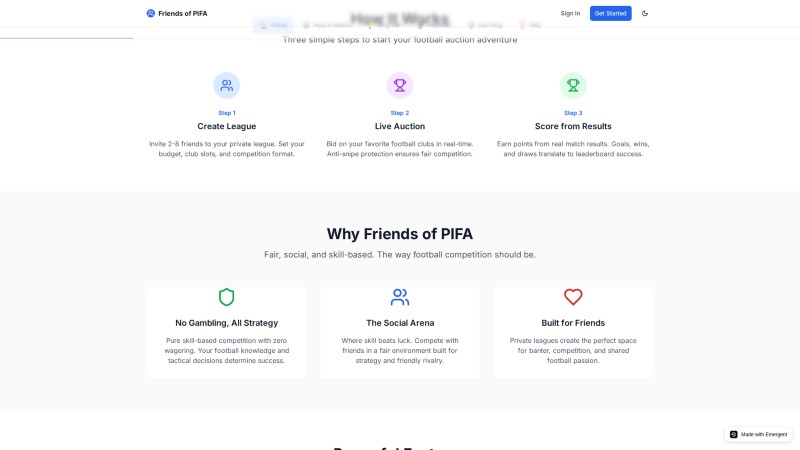 Friends of PIFA
Sign In
Get Started
How It Works
Three simple steps to start your football auction adventure
Step 1
Create League
Invite 2-8 friends to your private league. Set your
budget, club slots, and competition format.
Step 2
Live Auction
Bid on your favorite football clubs in real-time.
Anti-snipe protection ensures fair competition.
Step 3
Score from Results
Earn points from real match results. Goals, wins,
and draws translate to leaderboard success.
Why Friends of PIFA
Fair, social, and skill-based. The way football competition should be.
No Gambling, All Strategy
Pure skill-based competition with zero
wagering. Your football knowledge and
tactical decisions determine success.
The Social Arena
Where skill beats luck. Compete with
friends in a fair environment built for
strategy and friendly rivalry.
Built for Friends
Private leagues create the perfect space
for banter, competition, and shared
football passion.
Made with Emergent